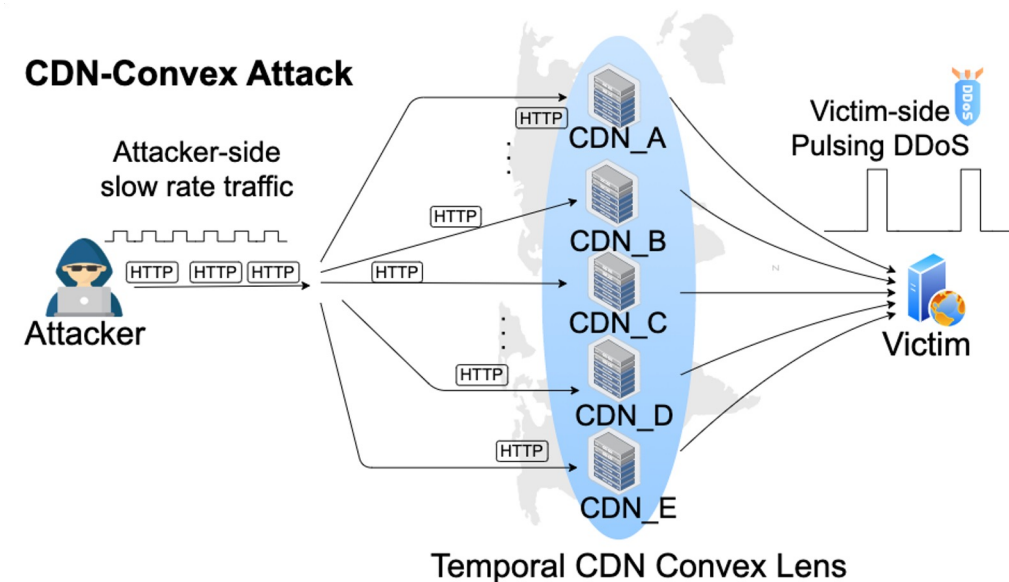 CDN-Convex Attack
Attacker-side
slow rate traffic
HTTP HTTP HTTP
Attacker
HTTP
HTTP
HTTP
HTTP
HTTP
CDN_A
CDN_B
CDN_C
CDN_D
CDN_E
Temporal CDN Convex Lens
DDoS
Victim-side
Pulsing DDoS
N
Victim